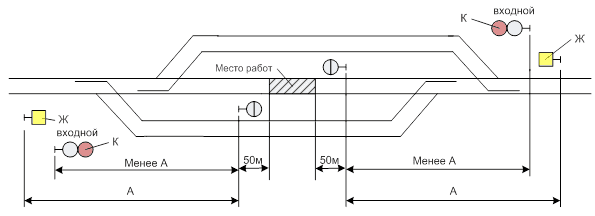 входной
К
Ж
Место работ
Ж
входной
К
Менее А
50м
50м
Менее А
А
А